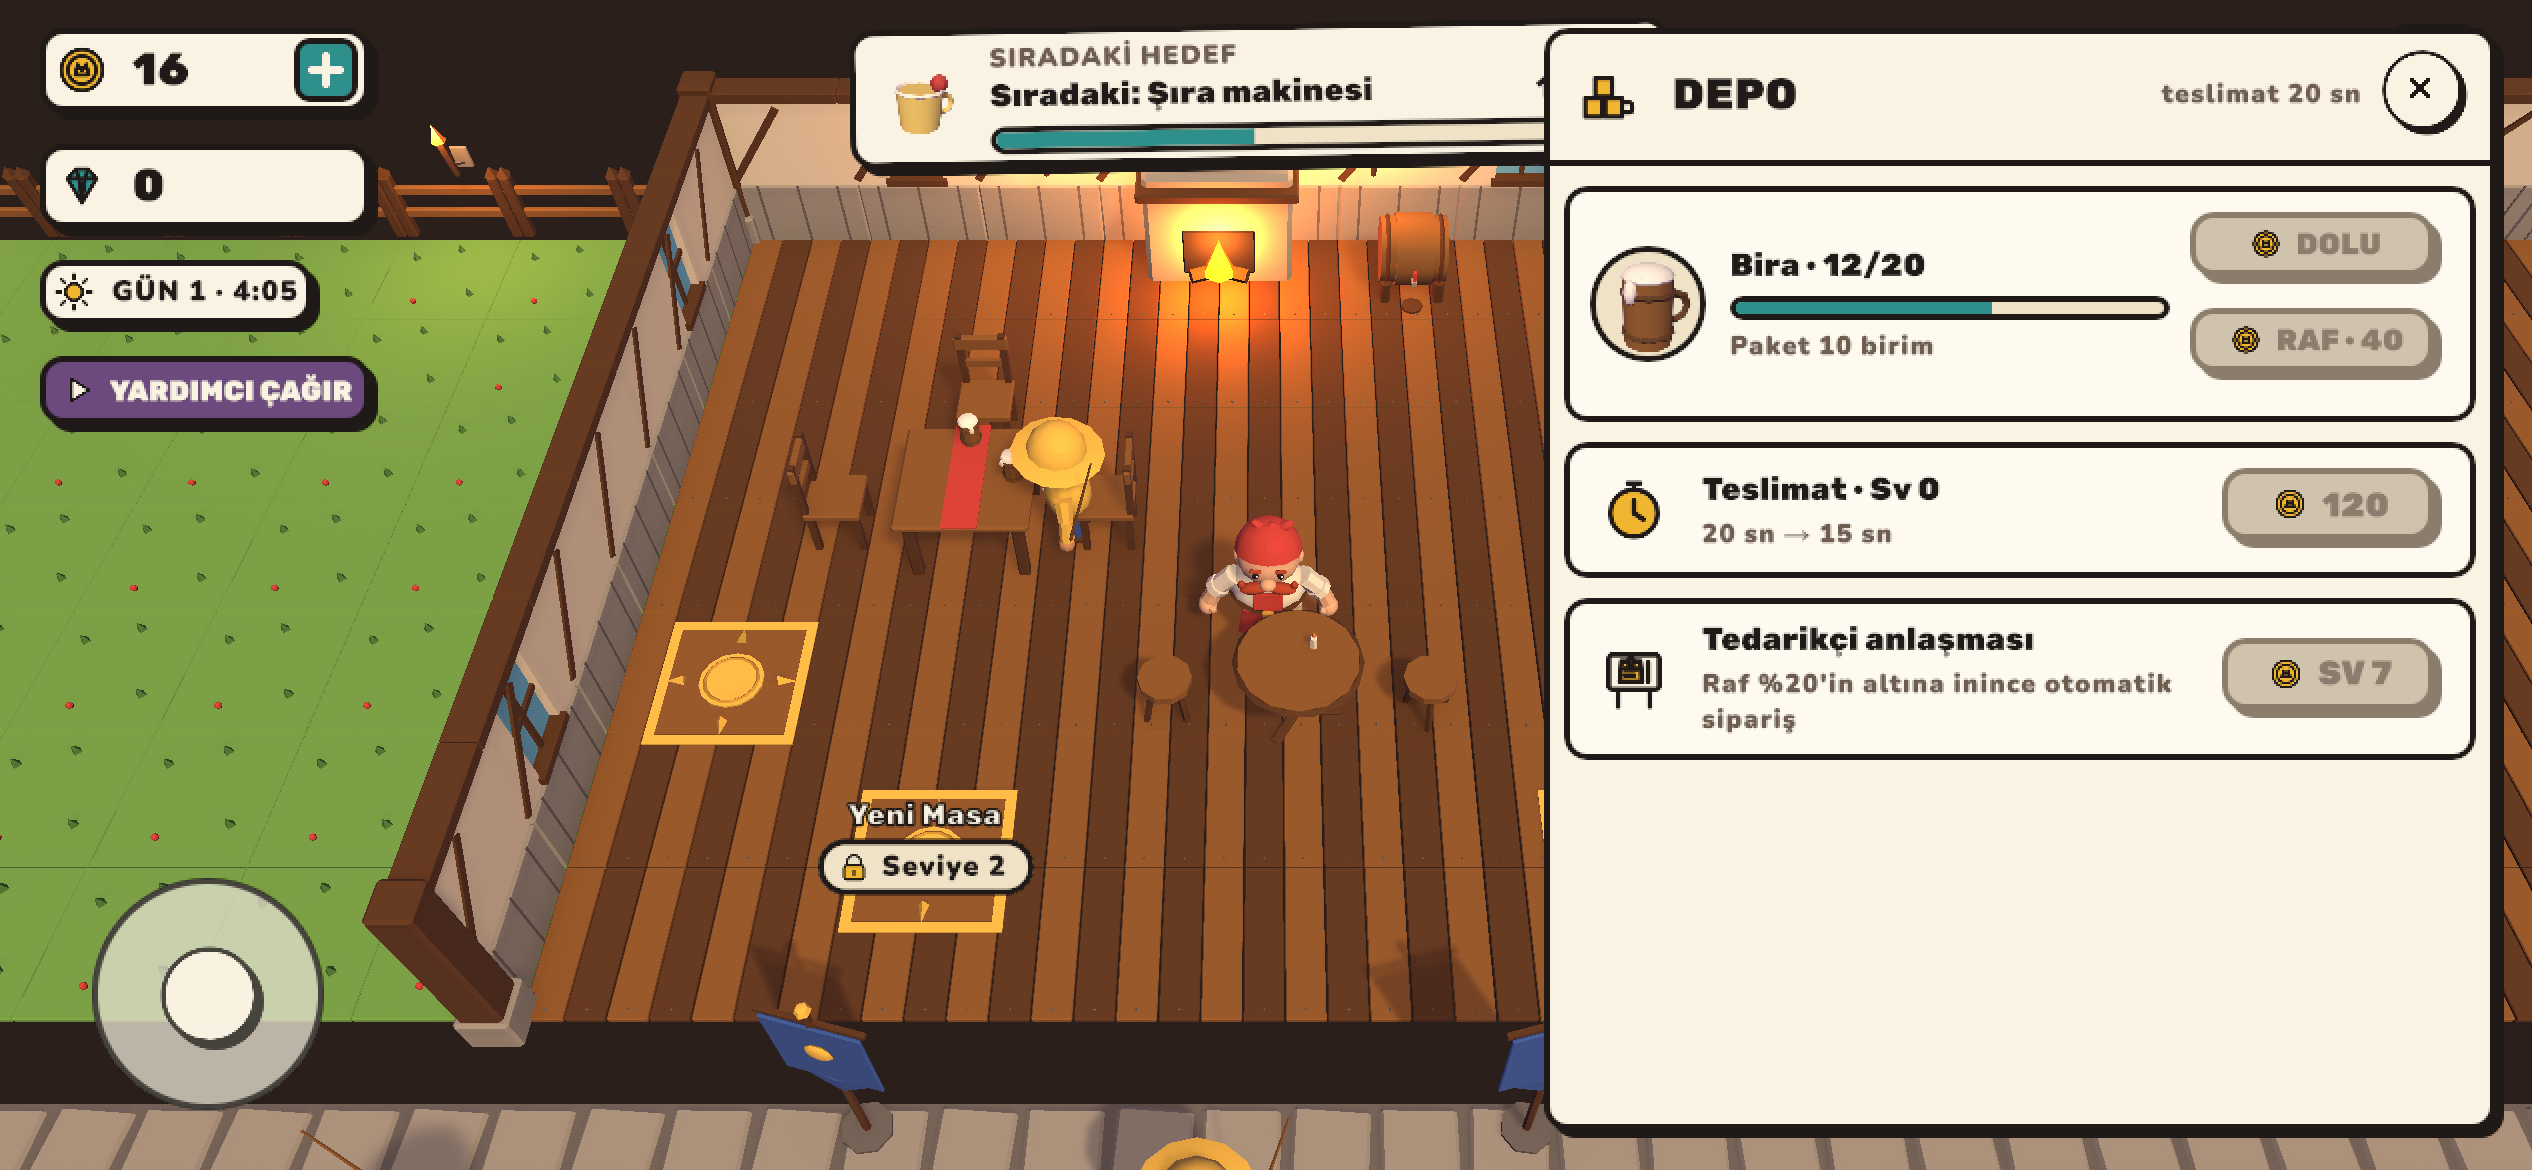 16
0
GÜN 1 · 4:05
YARDIMCI ÇAĞIR
SIRADAKİ HEDEF
Sıradaki: Şıra makinesi
DEPO
teslimat 20 sn
Bira · 12/20
Paket 10 birim
DOLU
RAF · 40
Teslimat · Sv 0
20 sn → 15 sn
120
Tedarikçi anlaşması
Raf %20'in altına inince otomatik
sipariş
SV 7
Yeni Masa
Seviye 2